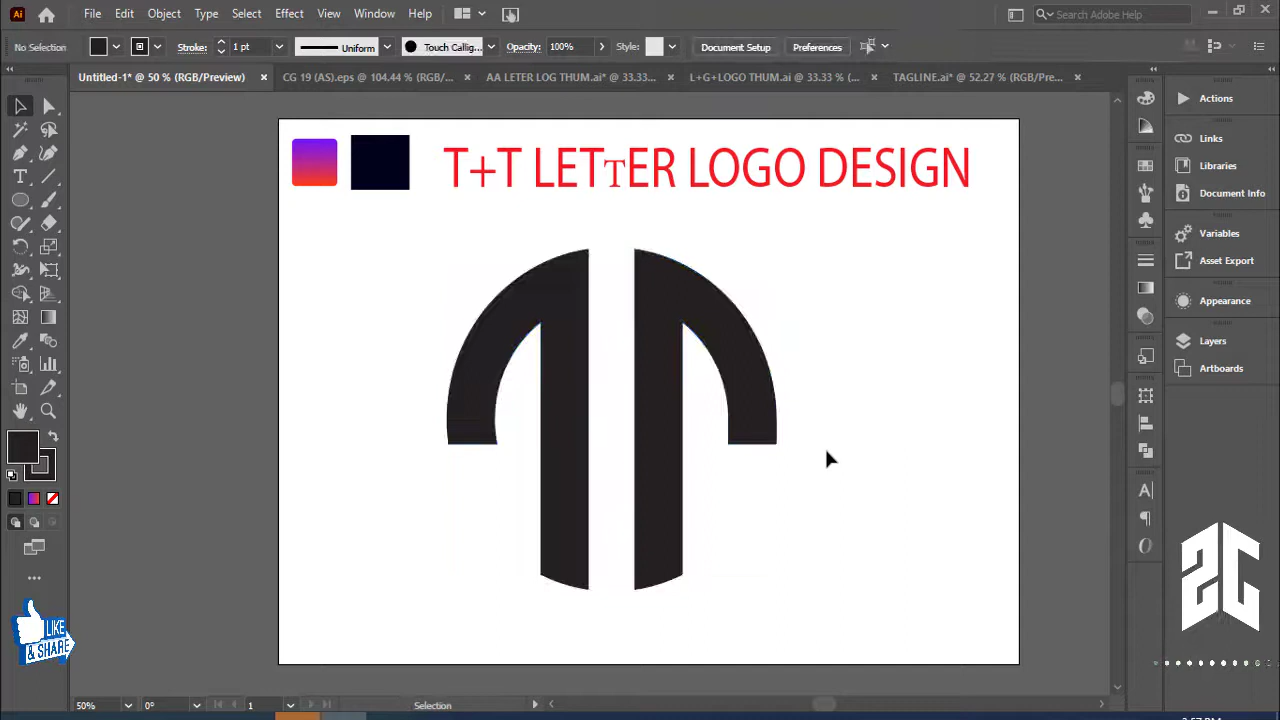 Ai File Edit Object Type Select Effect View Window Help Search Adobe Help
No Selection Stroke: 1 pt Uniform Touch Callig... Opacity: 100% Style: Document Setup Preferences
Untitled-1* @ 50 % (RGB/Preview) CG 19 (AS).eps @ 104.44 % (RGB/... AA LETER LOG THUM.ai* @ 33.33... L+G+LOGO THUM.ai @ 33.33 % (... TAGLINE.ai* @ 52.27 % (RGB/Pre...
T+T LETTER LOGO DESIGN
Actions
Links
Libraries
Document Info
Variables
Asset Export
Appearance
Layers
Artboards
LIKE
& SHARE
50% 0° 1 Selection